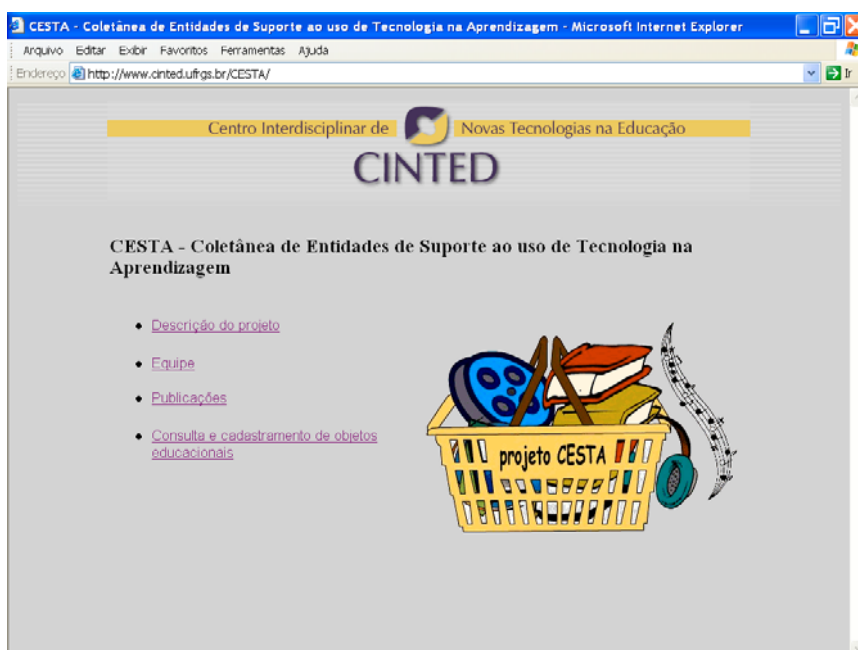 CESTA - Coletânea de Entidades de Suporte ao uso de Tecnologia na Aprendizagem - Microsoft Internet Explorer
Arquivo Editar Exibir Favoritos Ferramentas Ajuda
Endereço http://www.cinted.ufrgs.br/CESTA/ Ir
Centro Interdisciplinar de Novas Tecnologias na Educação
CINTED
CESTA - Coletânea de Entidades de Suporte ao uso de Tecnologia na
Aprendizagem
Descrição do projeto
Equipe
Publicações
Consulta e cadastramento de objetos
educacionais
projeto CESTA